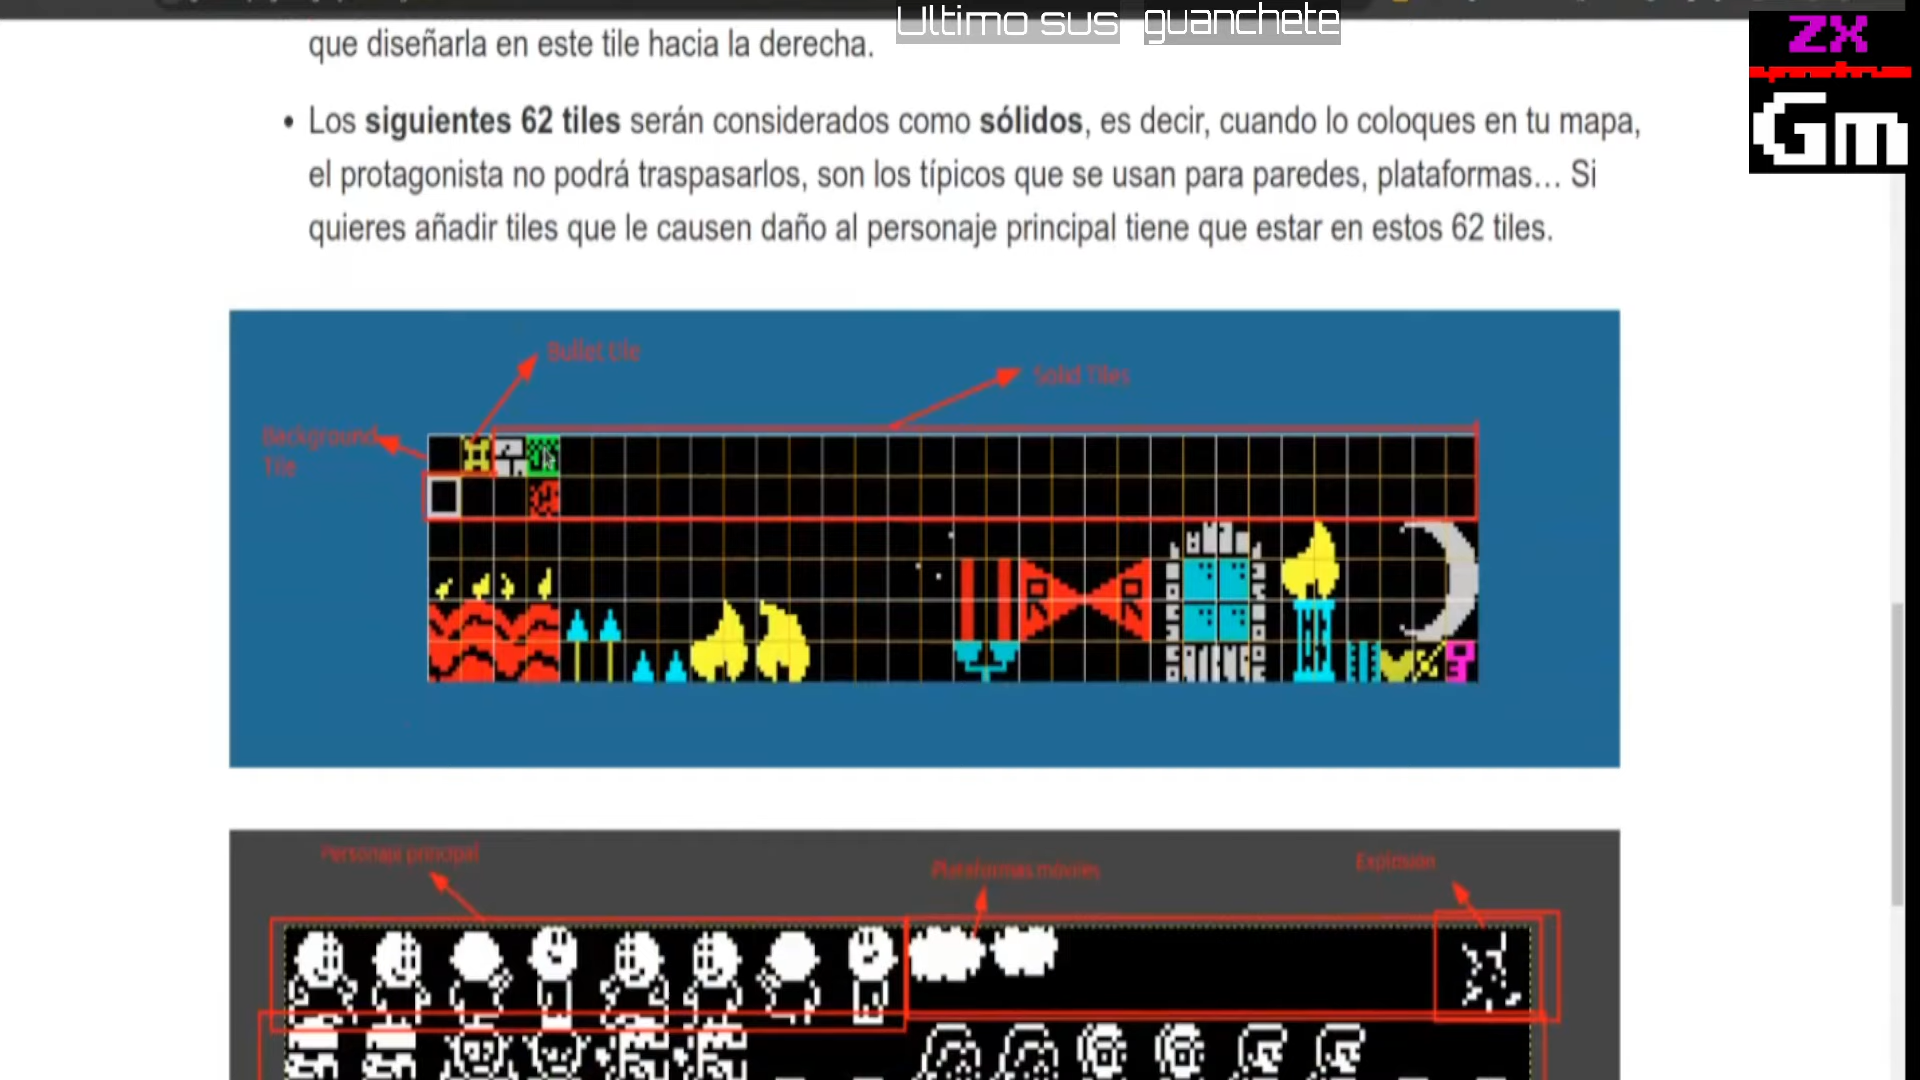 Ultimo sus guanchete
ZX
Gm
que diseñarla en este tile hacia la derecha.
• Los siguientes 62 tiles serán considerados como sólidos, es decir, cuando lo coloques en tu mapa,
el protagonista no podrá traspasarlos, son los típicos que se usan para paredes, plataformas… Si
quieres añadir tiles que le causen daño al personaje principal tiene que estar en estos 62 tiles.
Bullet tile
Solid Tiles
Background
Tile
Personaje principal
Plataformas móviles
Explosión